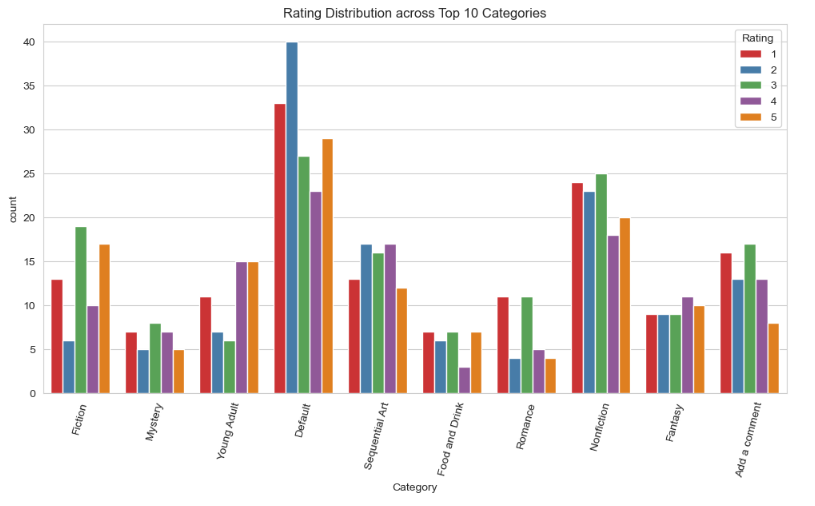 Rating Distribution across Top 10 Categories
40
35
30
25
20
15
10
5
0
count
Rating
1
2
3
4
5
Fiction
Mystery
Young Adult
Default
Sequential Art
Food and Drink
Romance
Nonfiction
Fantasy
Add a comment
Category